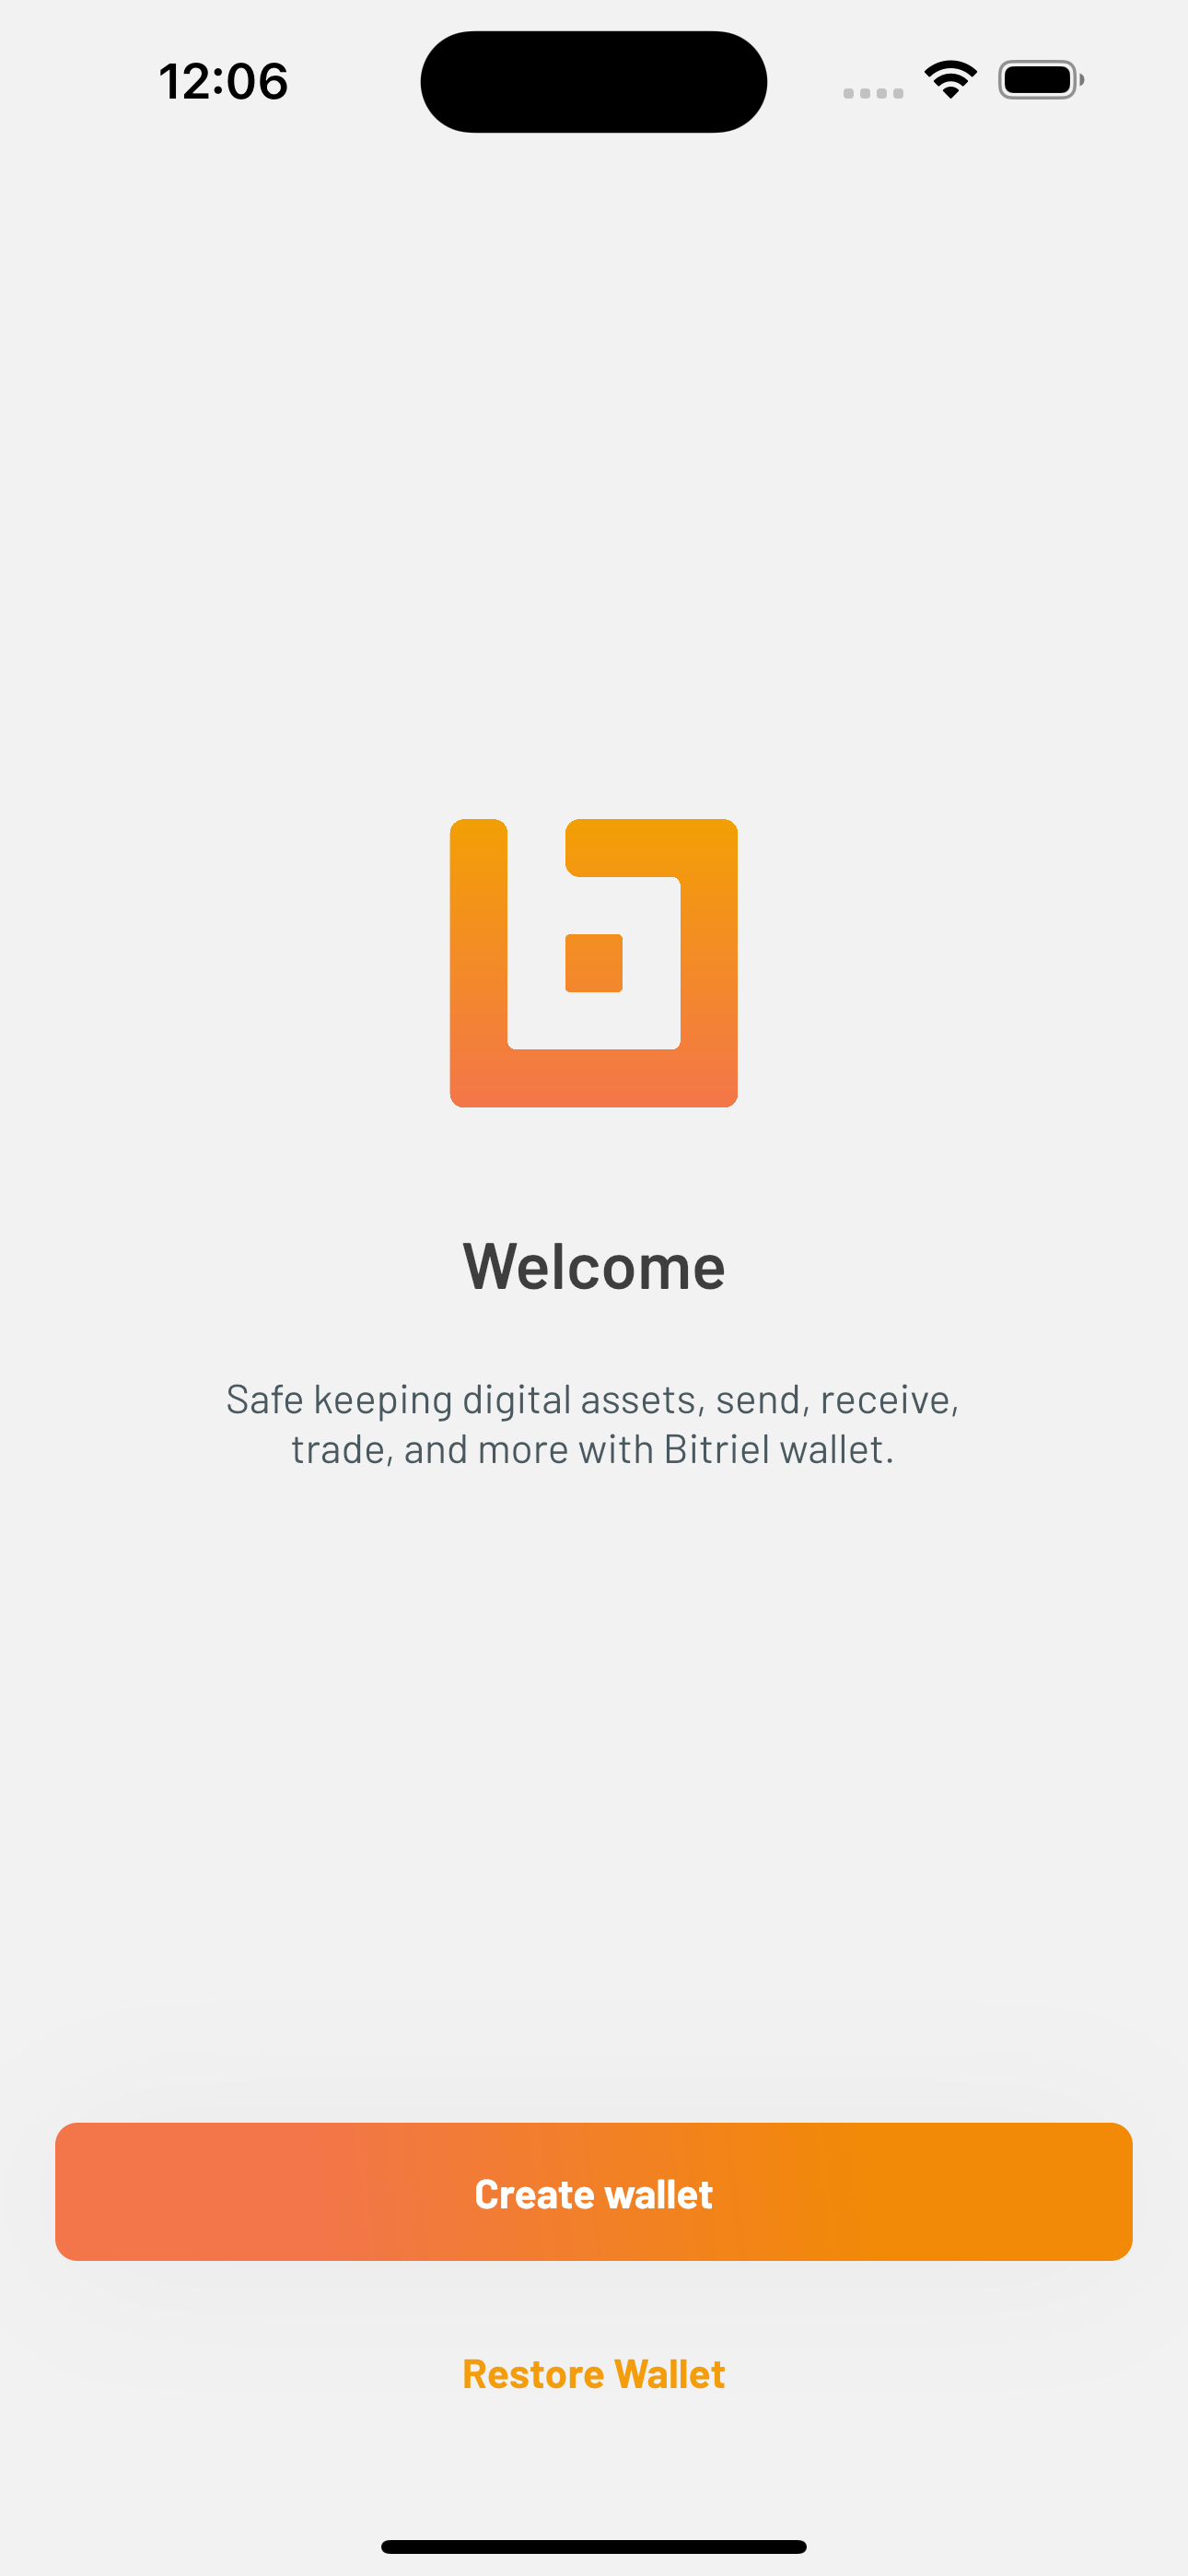 12:06
Welcome
Safe keeping digital assets, send, receive,
trade, and more with Bitriel wallet.
Create wallet
Restore Wallet